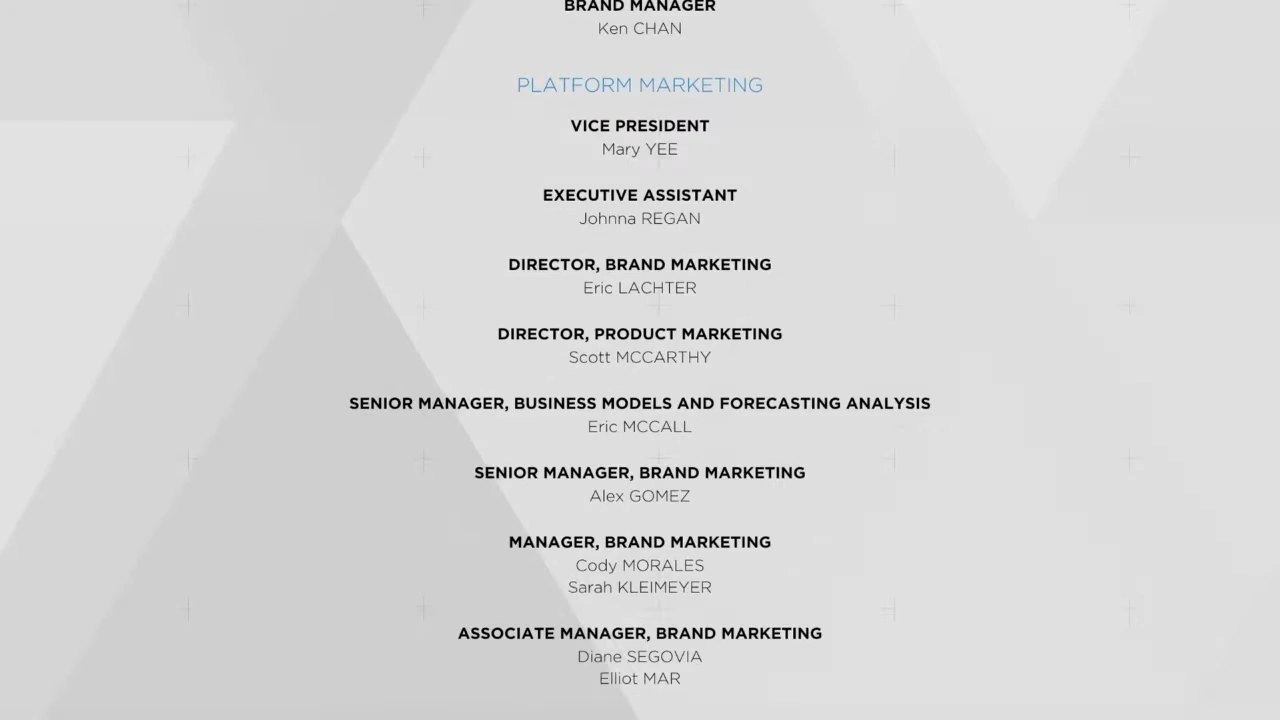 BRAND MANAGER
Ken CHAN
PLATFORM MARKETING
VICE PRESIDENT
Mary YEE
EXECUTIVE ASSISTANT
Johnna REGAN
DIRECTOR, BRAND MARKETING
Eric LACHTER
DIRECTOR, PRODUCT MARKETING
Scott MCCARTHY
SENIOR MANAGER, BUSINESS MODELS AND FORECASTING ANALYSIS
Eric MCCALL
SENIOR MANAGER, BRAND MARKETING
Alex GOMEZ
MANAGER, BRAND MARKETING
Cody MORALES
Sarah KLEIMEYER
ASSOCIATE MANAGER, BRAND MARKETING
Diane SEGOVIA
Elliot MAR